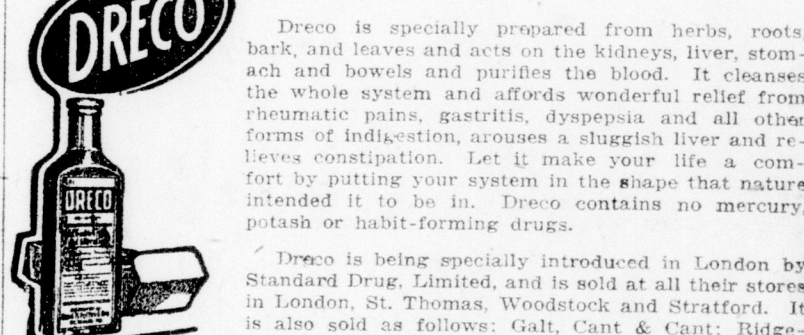 DRECO
Dreco is specially prepared from herbs, roots,
bark, and leaves and acts on the kidneys, liver, stom-
ach and bowels and purifies the blood. It cleanses
the whole system and affords wonderful relief from
rheumatic pains, gastritis, dyspepsia and all other
forms of indigestion, arouses a sluggish liver and re-
lieves constipation. Let it make your life a com-
fort by putting your system in the shape that nature
intended it to be in. Dreco contains no mercury,
potash or habit-forming drugs.
DRECO
Dreco is being specially introduced in London by
Standard Drug, Limited, and is sold at all their stores
in London, St. Thomas, Woodstock and Stratford. It
is also sold as follows: Galt, Cant & Cant; Ridge-